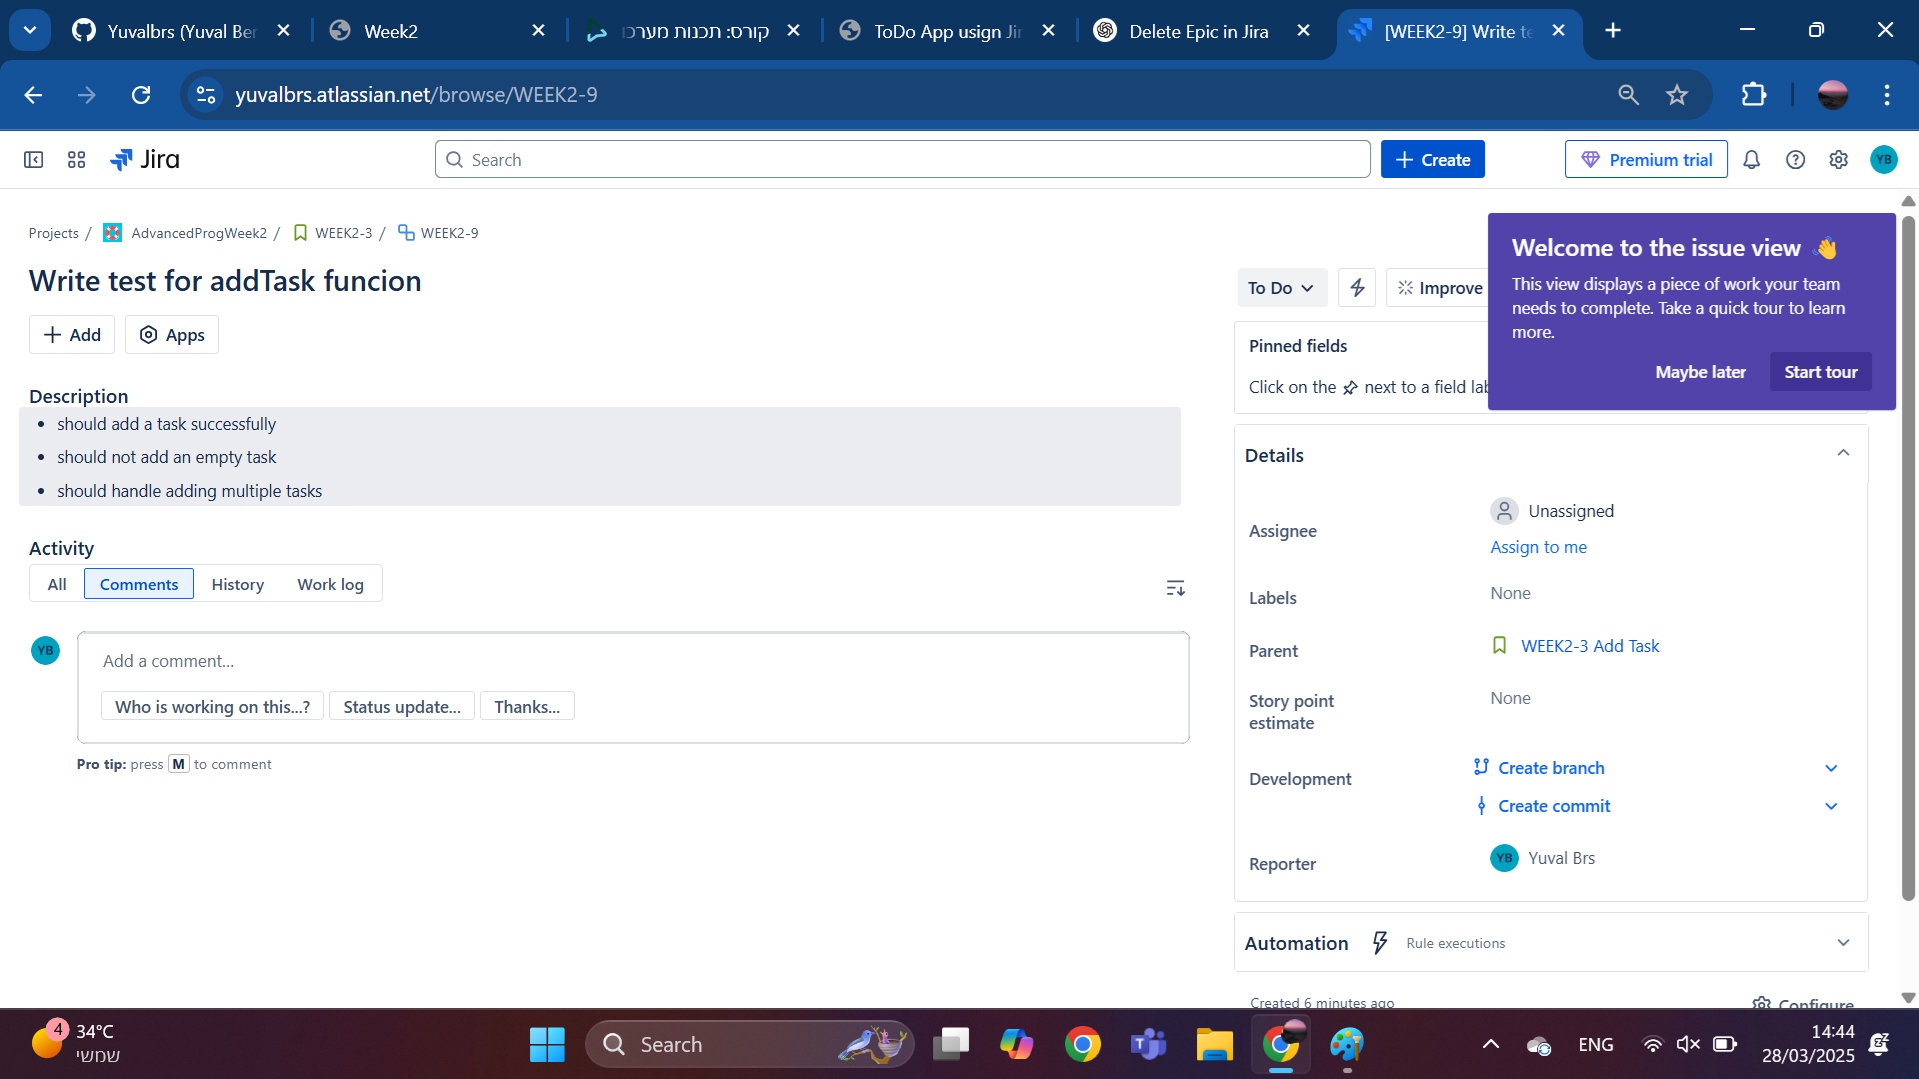 Yuvalbrs (Yuval Ber
Week2
קורס: תכנות מערכו
ToDo App usign Jir
Delete Epic in Jira
[WEEK2-9] Write te
yuvalbrs.atlassian.net/browse/WEEK2-9
Jira
Search
Create
Premium trial
YB
Projects / AdvancedProgWeek2 / WEEK2-3 / WEEK2-9
Write test for addTask funcion
Add
Apps
Description
• should add a task successfully
• should not add an empty task
• should handle adding multiple tasks
Activity
All
Comments
History
Work log
YB
Add a comment...
Who is working on this...?
Status update...
Thanks...
Pro tip: press M to comment
To Do
Improve
Welcome to the issue view 👋
This view displays a piece of work your team
needs to complete. Take a quick tour to learn
more.
Maybe later
Start tour
Pinned fields
Click on the next to a field lab
Details
Assignee
Unassigned
Assign to me
Labels
None
Parent
WEEK2-3 Add Task
Story point
estimate
None
Development
Create branch
Create commit
Reporter
YB
Yuval Brs
Automation
Rule executions
Created 6 minutes ago
Configure
4
34°C
שמשי
Search
ENG
14:44
28/03/2025